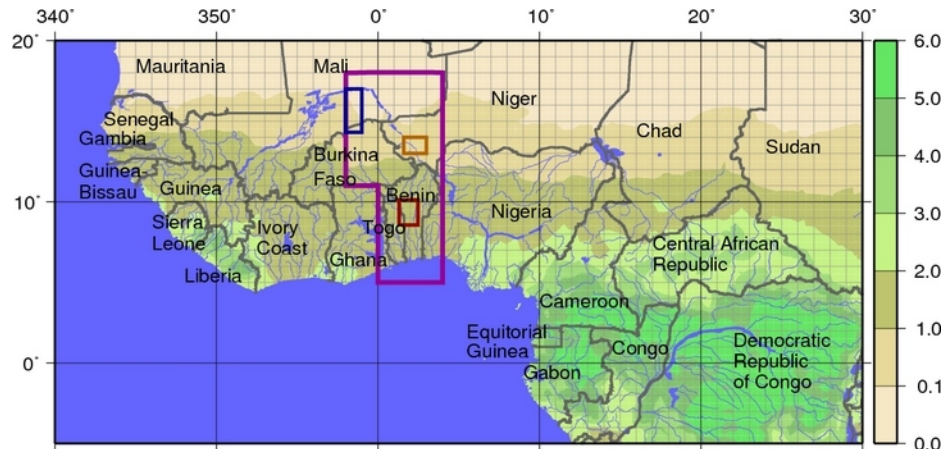 340° 350° 0° 10° 20° 30°
20° 6.0
Mauritania Mali
Niger
5.0
Senegal
Chad
Gambia
Sudan
Burkina
4.0
Guinea-
Bissau
Guinea
Faso
Benin
10°
3.0
Sierra
Leone
Ivory
Coast
Togo
Nigeria
Ghana
Central African
Republic
Liberia
2.0
Cameroon
1.0
Equitorial
Guinea
Congo
Democratic
Republic
of Congo
0°
Gabon
0.1
0.0